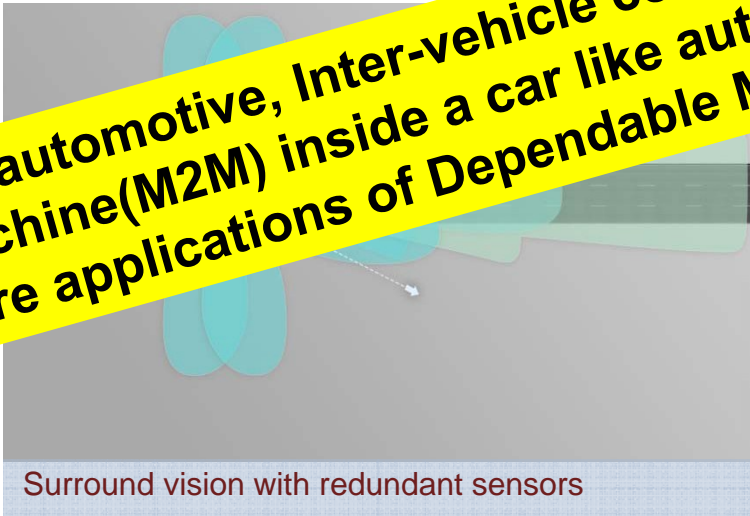 automotive, Inter-vehicle
chine(M2M) inside a car like aut
re applications of Dependable M
Surround vision with redundant sensors